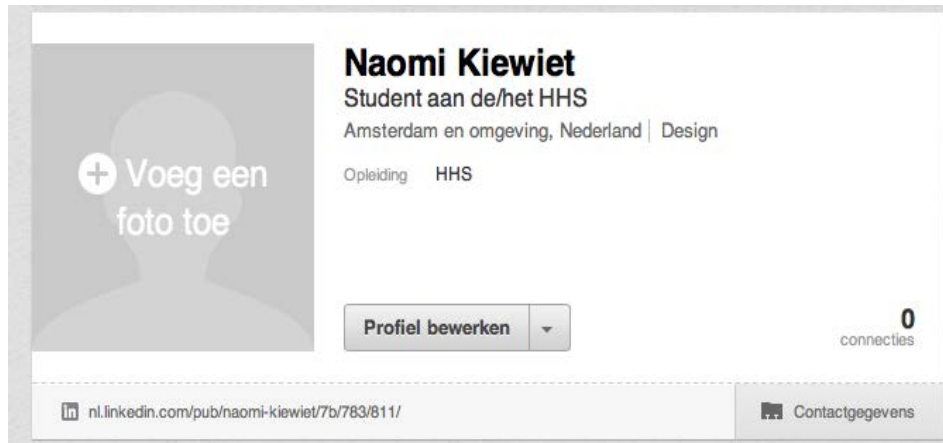 Naomi Kiewiet
Student aan de/het HHS
Amsterdam en omgeving, Nederland | Design
Opleiding HHS
Voeg een
foto toe
Profiel bewerken
0
connecties
in nl.linkedin.com/pub/naomi-kiewiet/7b/783/811/
Contactgegevens